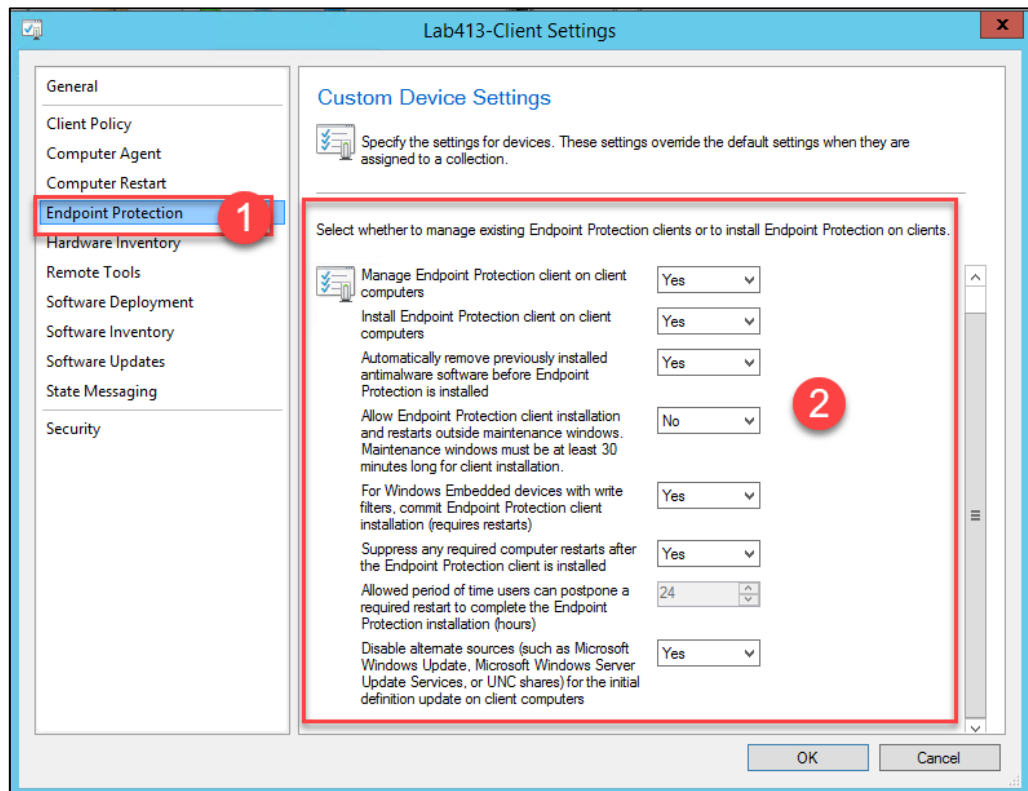 Lab413-Client Settings
x
General
Client Policy
Computer Agent
Computer Restart
Endpoint Protection
1
Hardware Inventory
Remote Tools
Software Deployment
Software Inventory
Software Updates
State Messaging
Security
Custom Device Settings
Specify the settings for devices. These settings override the default settings when they are
assigned to a collection.
Select whether to manage existing Endpoint Protection clients or to install Endpoint Protection on clients.
Manage Endpoint Protection client on client
computers
Yes
Install Endpoint Protection client on client
computers
Yes
Automatically remove previously installed
antimalware software before Endpoint
Protection is installed
Yes
2
Allow Endpoint Protection client installation
and restarts outside maintenance windows.
Maintenance windows must be at least 30
minutes long for client installation.
No
For Windows Embedded devices with write
filters, commit Endpoint Protection client
installation (requires restarts)
Yes
Suppress any required computer restarts after
the Endpoint Protection client is installed
Yes
Allowed period of time users can postpone a
required restart to complete the Endpoint
Protection installation (hours)
24
Disable alternate sources (such as Microsoft
Windows Update, Microsoft Windows Server
Update Services, or UNC shares) for the initial
definition update on client computers
Yes
OK
Cancel